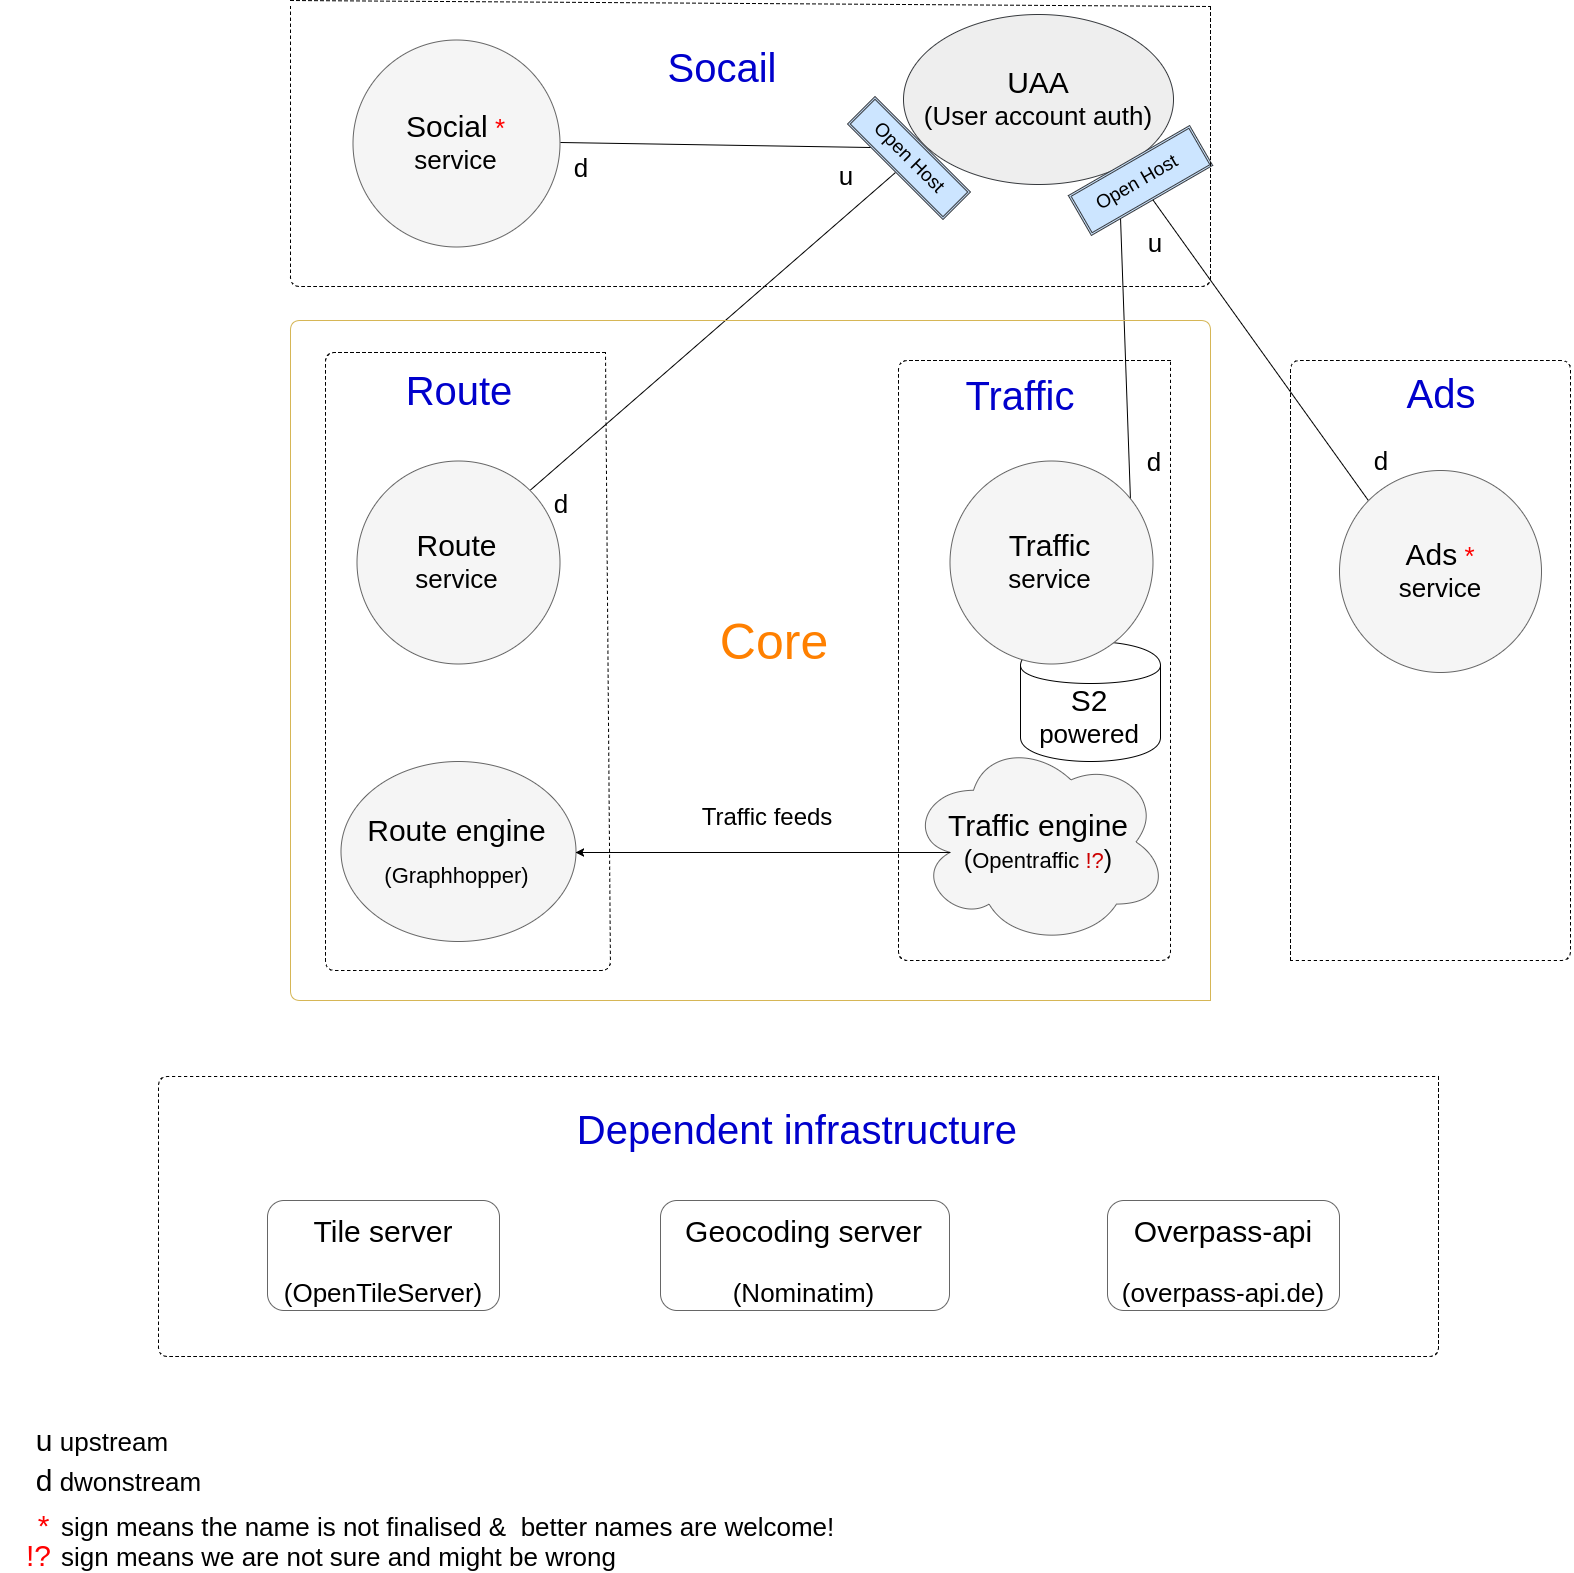 Socail
Social *
service
UAA
(User account auth)
Open Host
Open Host
d
u
u
Route
Traffic
Ads
d
d
d
Route
service
Traffic
service
Ads *
service
Core
S2
powered
Route engine
(Graphhopper)
Traffic feeds
Traffic engine
(Opentraffic !?)
Dependent infrastructure
Tile server
(OpenTileServer)
Geocoding server
(Nominatim)
Overpass-api
(overpass-api.de)
u upstream
d dwonstream
* sign means the name is not finalised &  better names are welcome!
!? sign means we are not sure and might be wrong